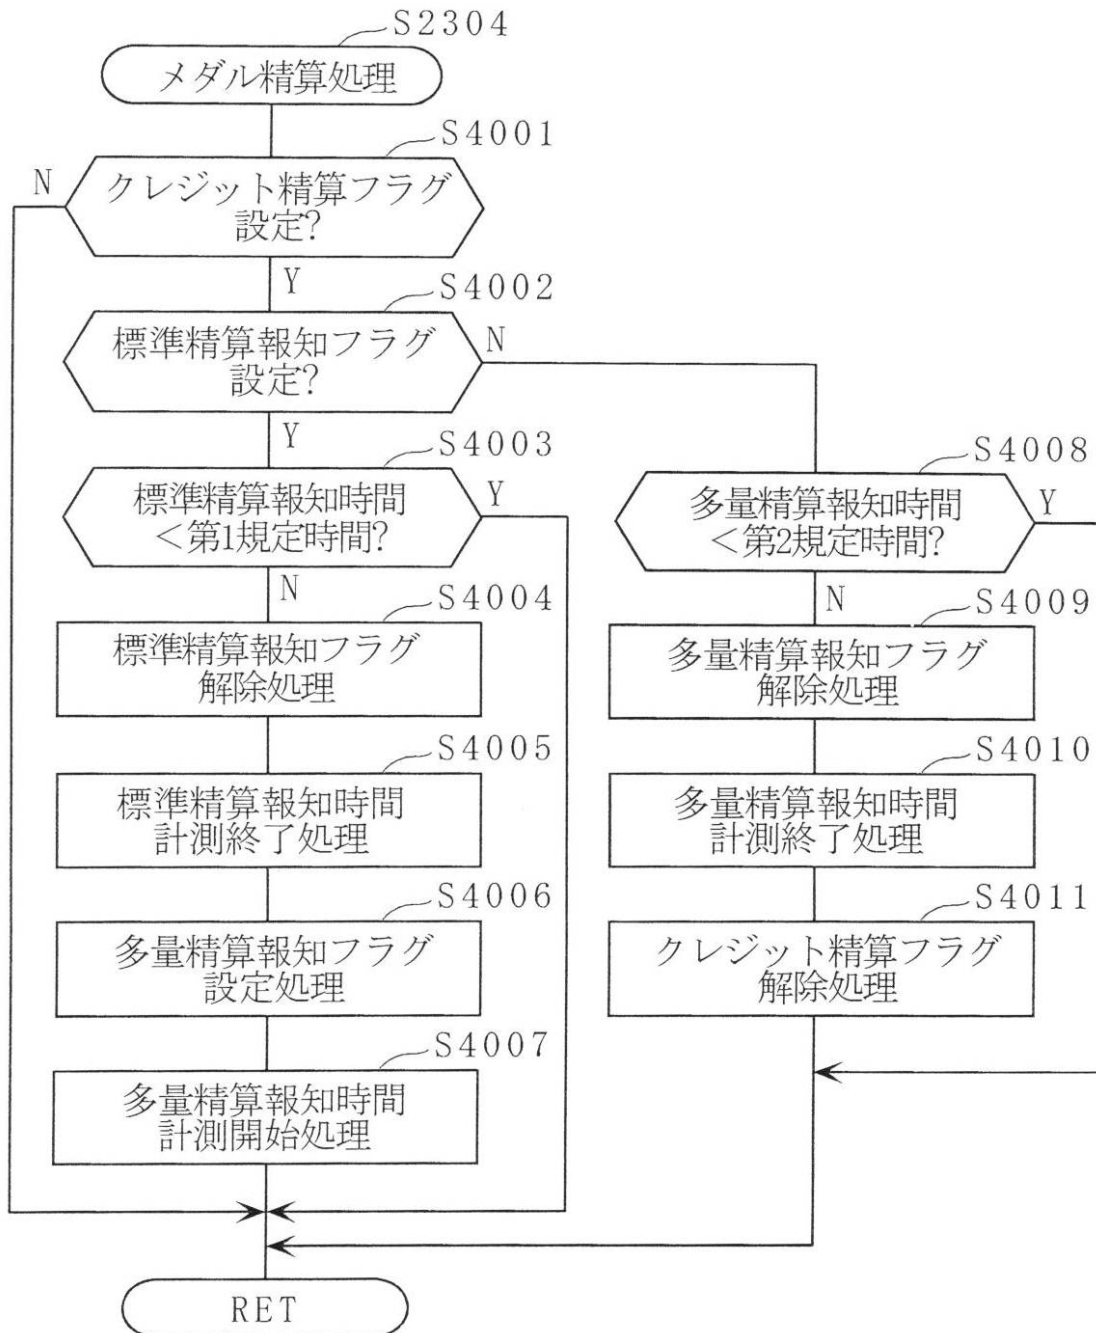 S2304
メダル精算処理
S4001
N
クレジット精算フラグ
設定?
Y
S4002
標準精算報知フラグ
設定?
N
Y
S4003
標準精算報知時間
<第1規定時間?
Y
N
S4008
多量精算報知時間
<第2規定時間?
Y
N
S4004
標準精算報知フラグ
解除処理
S4009
多量精算報知フラグ
解除処理
S4005
標準精算報知時間
計測終了処理
S4010
多量精算報知時間
計測終了処理
S4006
多量精算報知フラグ
設定処理
S4011
クレジット精算フラグ
解除処理
S4007
多量精算報知時間
計測開始処理
RET